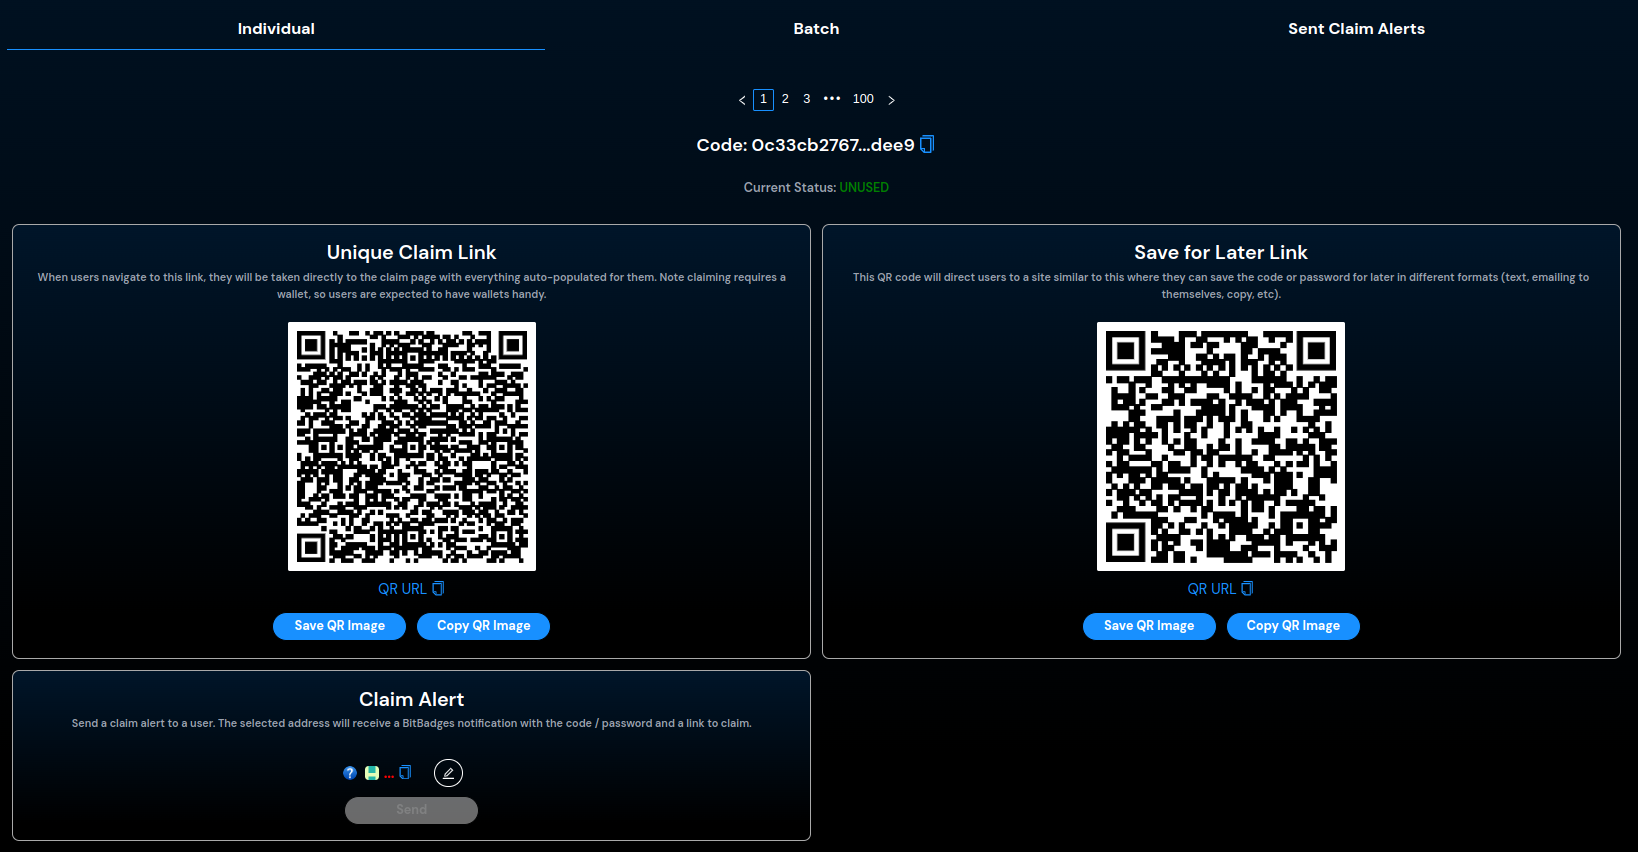 Individual
Batch
Sent Claim Alerts
< 1 2 3 ••• 100 >
Code: 0c33cb2767...dee9
Current Status: UNUSED
Unique Claim Link
When users navigate to this link, they will be taken directly to the claim page with everything auto-populated for them. Note claiming requires a
wallet, so users are expected to have wallets handy.
QR URL
Save QR Image
Copy QR Image
Save for Later Link
This QR code will direct users to a site similar to this where they can save the code or password for later in different formats (text, emailing to
themselves, copy, etc).
QR URL
Save QR Image
Copy QR Image
Claim Alert
Send a claim alert to a user. The selected address will receive a BitBadges notification with the code / password and a link to claim.
? ...
Send